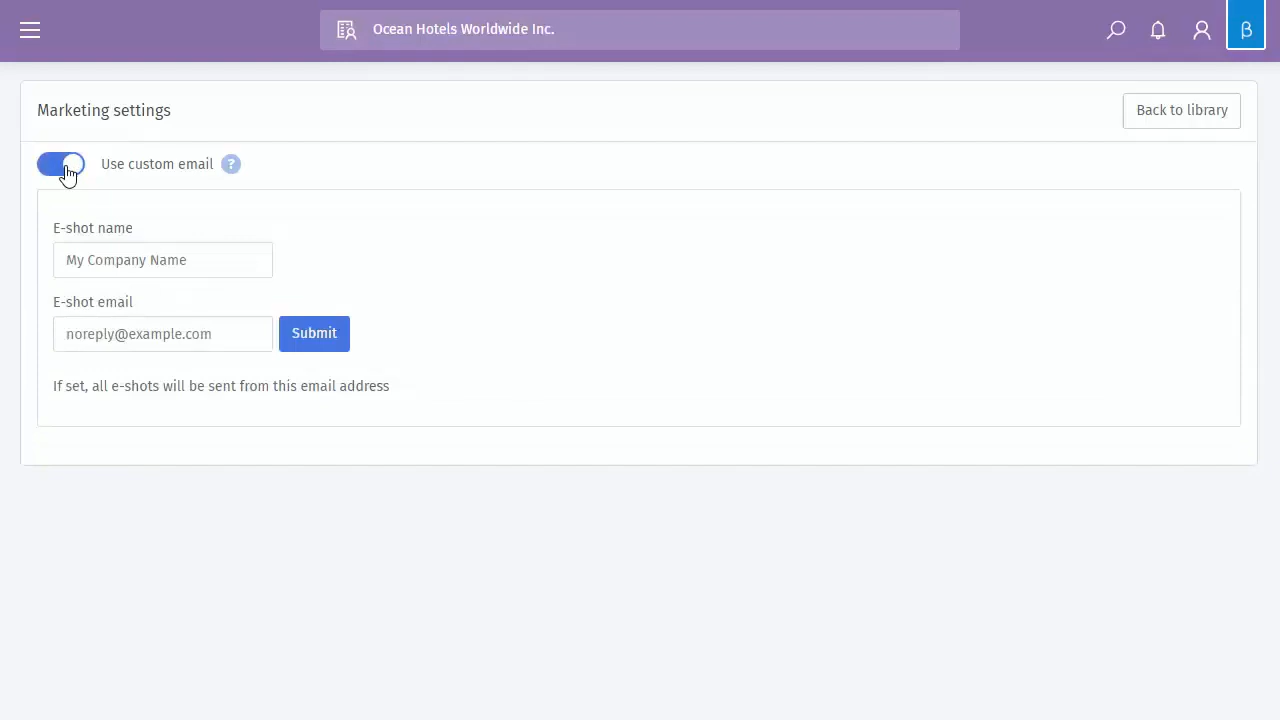 Ocean Hotels Worldwide Inc.
β
Marketing settings
Back to library
Use custom email ?
E-shot name
My Company Name
E-shot email
noreply@example.com
Submit
If set, all e-shots will be sent from this email address